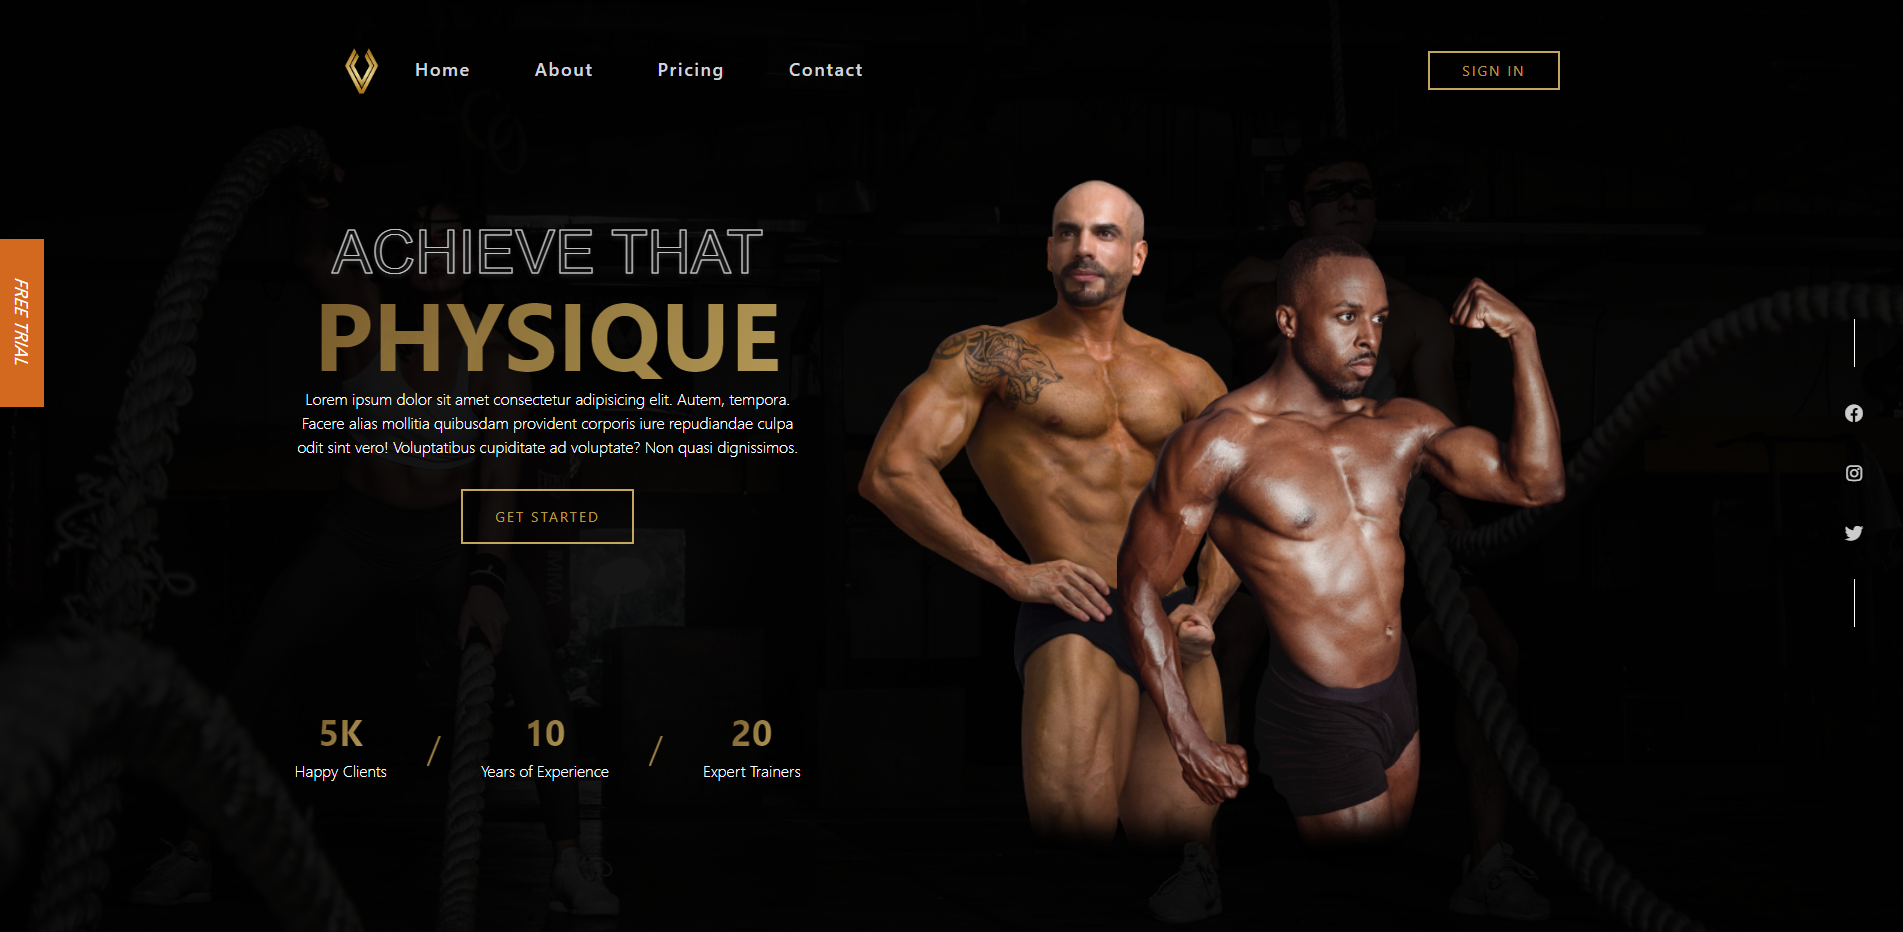 Home
About
Pricing
Contact
SIGN IN
FREE TRIAL
ACHIEVE THAT
PHYSIQUE
Lorem ipsum dolor sit amet consectetur adipisicing elit. Autem, tempora.
Facere alias mollitia quibusdam provident corporis iure repudiandae culpa
odit sint vero! Voluptatibus cupiditate ad voluptate? Non quasi dignissimos.
GET STARTED
5K
Happy Clients
/
10
Years of Experience
/
20
Expert Trainers